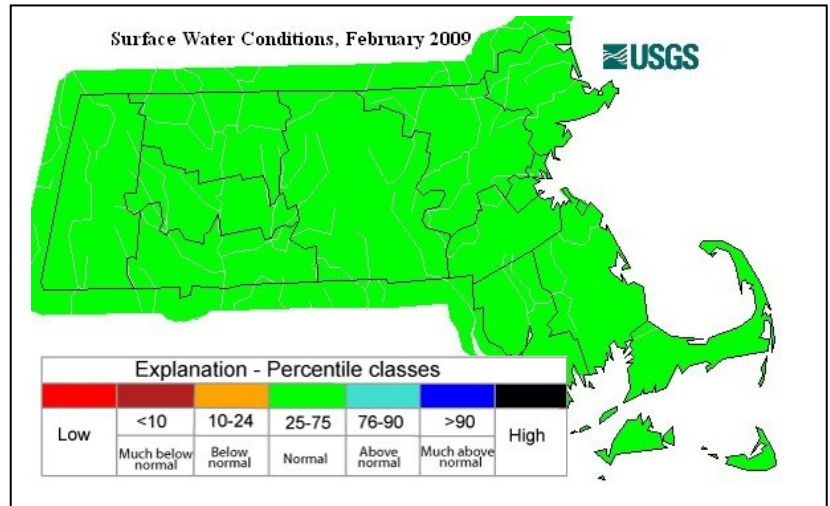 Surface Water Conditions, February 2009
USGS
Explanation - Percentile classes
Low <10 10-24 25-75 76-90 >90 High
Much below normal Below normal Normal Above normal Much above normal